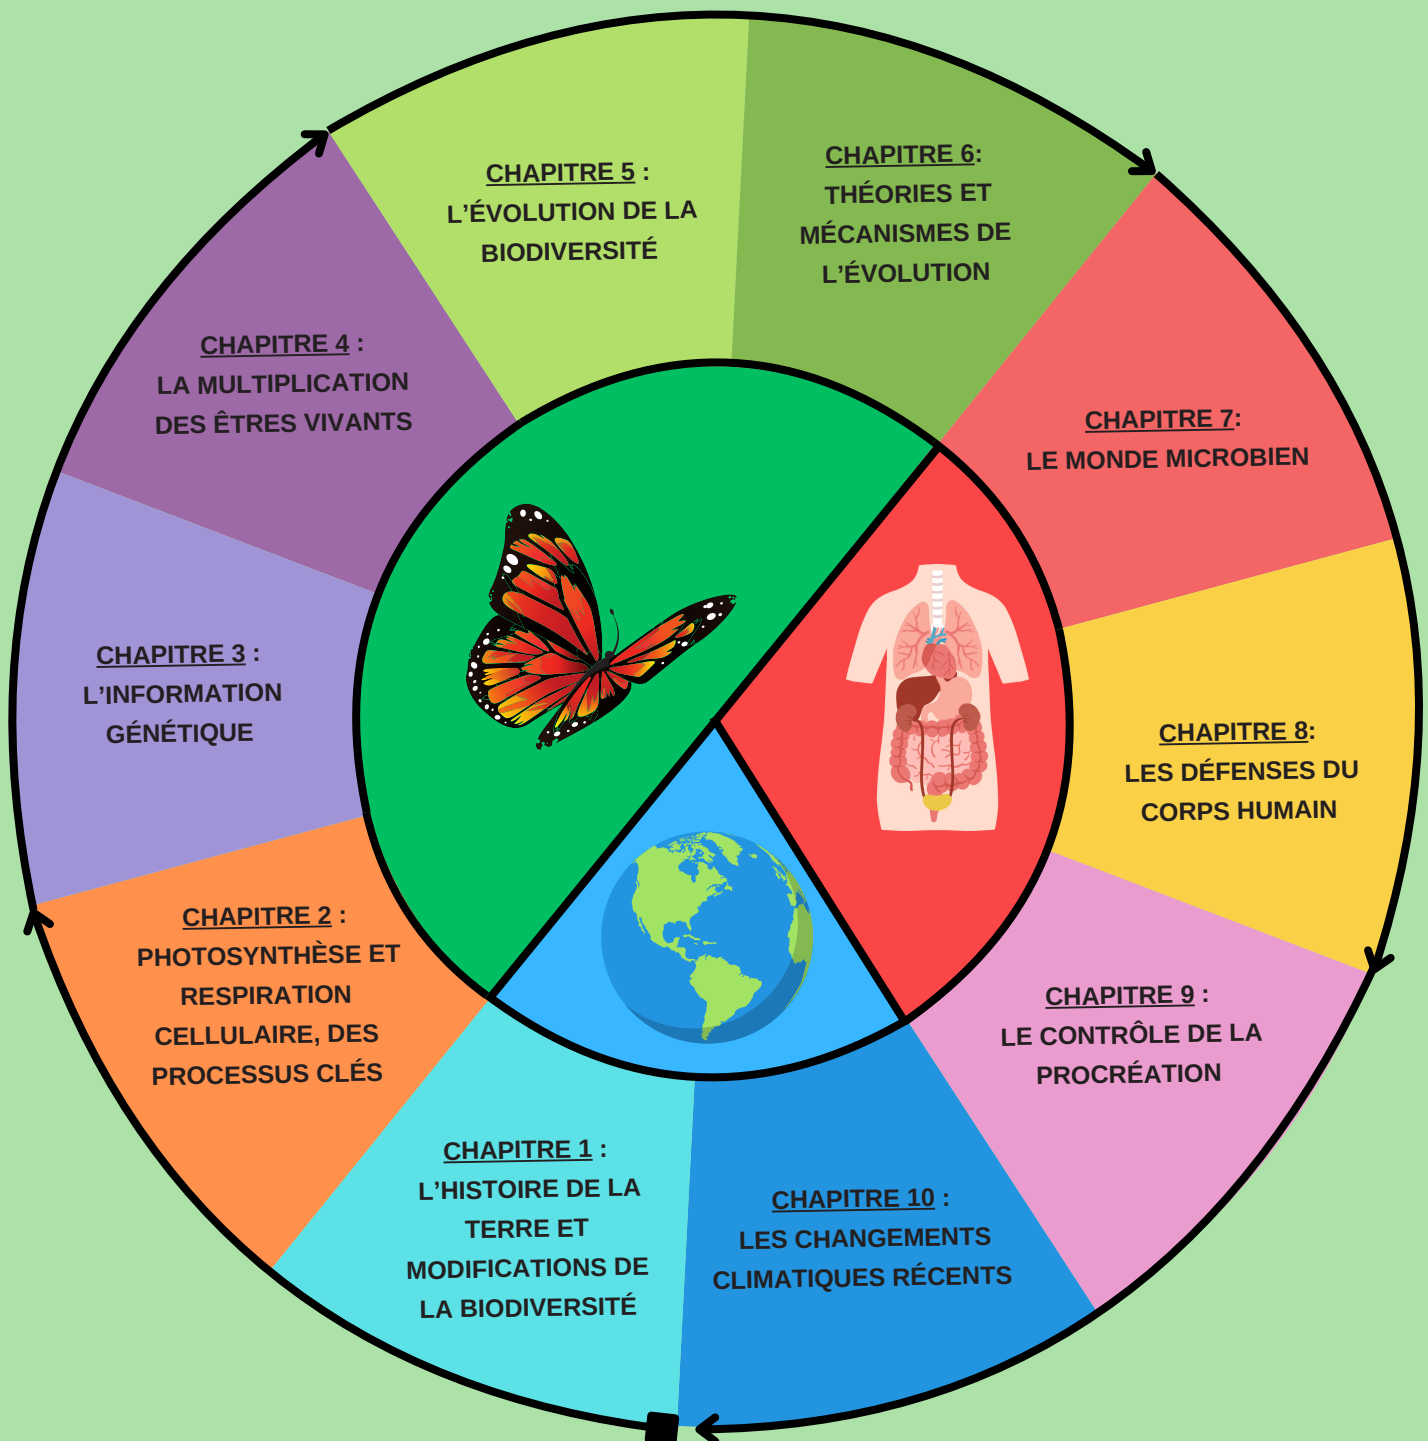 CHAPITRE 5 :
L’ÉVOLUTION DE LA
BIODIVERSITÉ
CHAPITRE 6:
THÉORIES ET
MÉCANISMES DE
L’ÉVOLUTION
CHAPITRE 4 :
LA MULTIPLICATION
DES ÊTRES VIVANTS
CHAPITRE 7:
LE MONDE MICROBIEN
CHAPITRE 3 :
L’INFORMATION
GÉNÉTIQUE
CHAPITRE 8:
LES DÉFENSES DU
CORPS HUMAIN
CHAPITRE 2 :
PHOTOSYNTHÈSE ET
RESPIRATION
CELLULAIRE, DES
PROCESSUS CLÉS
CHAPITRE 9 :
LE CONTRÔLE DE LA
PROCRÉATION
CHAPITRE 1 :
L’HISTOIRE DE LA
TERRE ET
MODIFICATIONS DE
LA BIODIVERSITÉ
CHAPITRE 10 :
LES CHANGEMENTS
CLIMATIQUES RÉCENTS